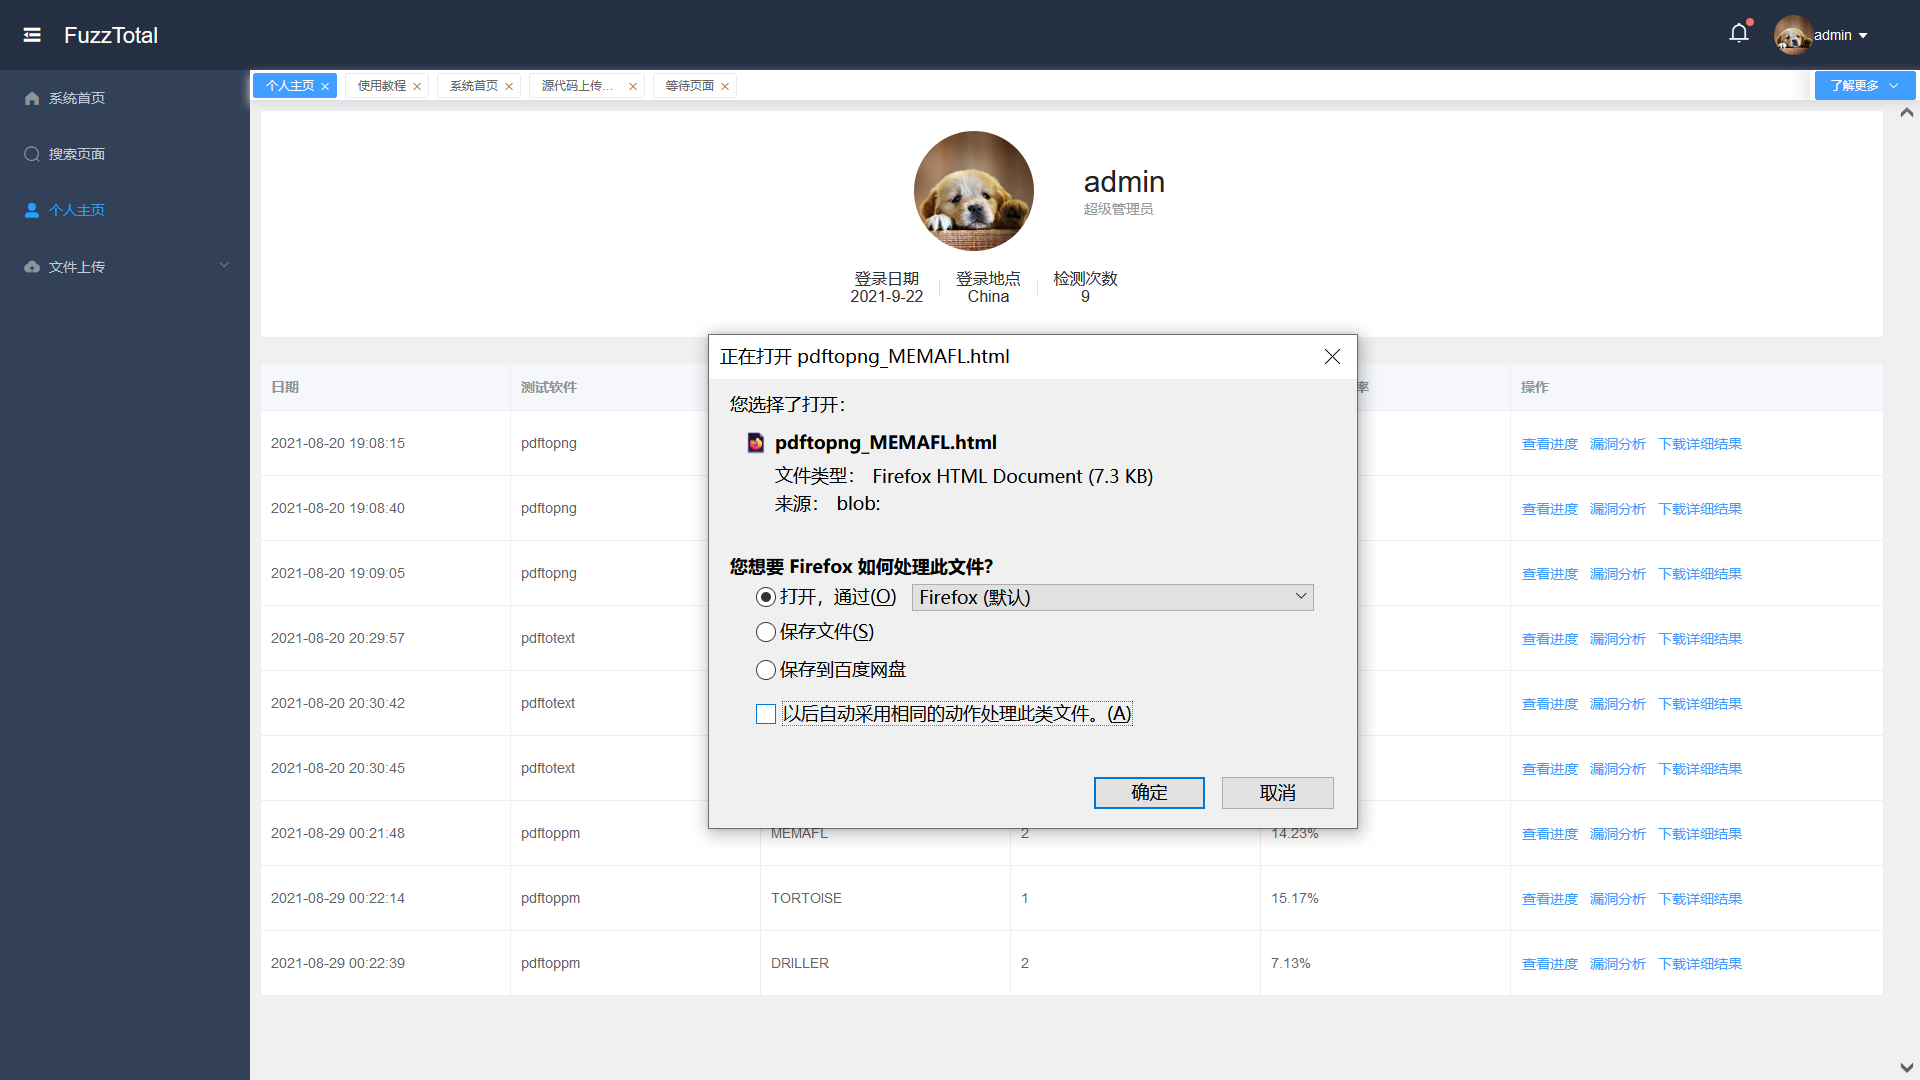 FuzzTotal
admin
系统首页
搜索页面
个人主页
文件上传
个人主页
使用教程
系统首页
源代码上传...
等待页面
了解更多
admin
超级管理员
登录日期 登录地点 检测次数
2021-9-22 China 9
日期 测试软件 率 操作
2021-08-20 19:08:15 pdftopng 查看进度 漏洞分析 下载详细结果
2021-08-20 19:08:40 pdftopng 查看进度 漏洞分析 下载详细结果
2021-08-20 19:09:05 pdftopng 查看进度 漏洞分析 下载详细结果
2021-08-20 20:29:57 pdftotext 查看进度 漏洞分析 下载详细结果
2021-08-20 20:30:42 pdftotext 查看进度 漏洞分析 下载详细结果
2021-08-20 20:30:45 pdftotext 查看进度 漏洞分析 下载详细结果
2021-08-29 00:21:48 pdftoppm MEMAFL 2 14.23% 查看进度 漏洞分析 下载详细结果
2021-08-29 00:22:14 pdftoppm TORTOISE 1 15.17% 查看进度 漏洞分析 下载详细结果
2021-08-29 00:22:39 pdftoppm DRILLER 2 7.13% 查看进度 漏洞分析 下载详细结果
正在打开 pdftopng_MEMAFL.html
您选择了打开：
pdftopng_MEMAFL.html
文件类型： Firefox HTML Document (7.3 KB)
来源： blob:
您想要 Firefox 如何处理此文件？
打开，通过(O) Firefox (默认)
保存文件(S)
保存到百度网盘
以后自动采用相同的动作处理此类文件。(A)
确定 取消